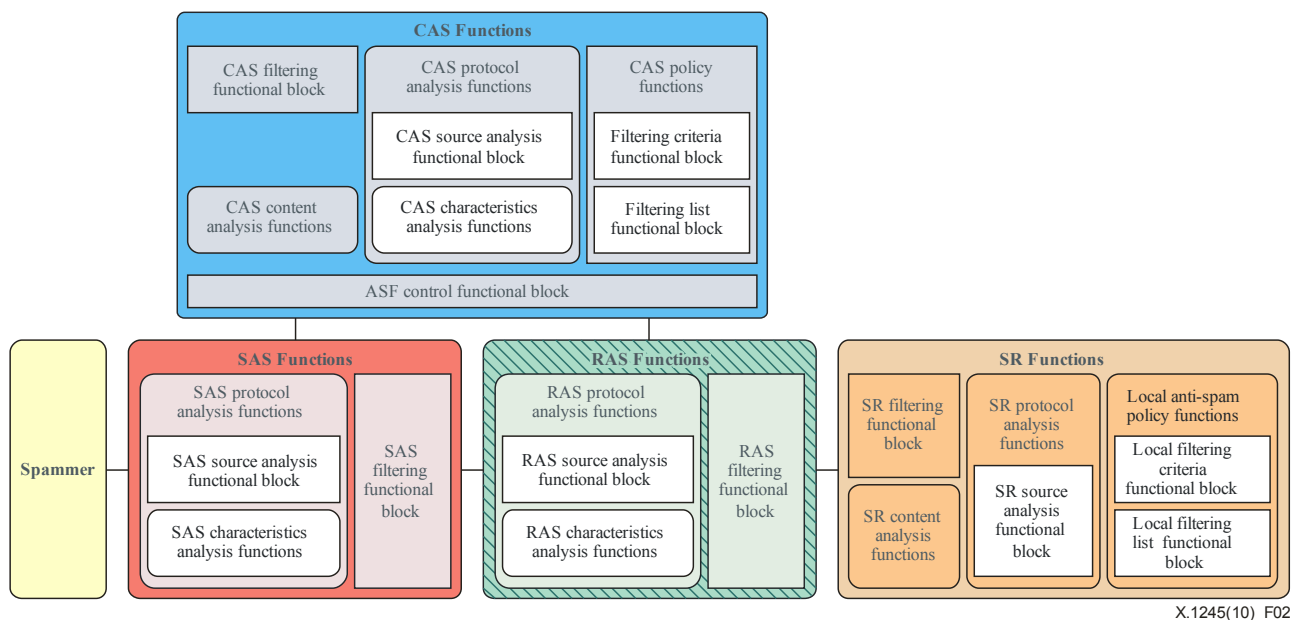 CAS Functions
CAS filtering
functional block
CAS protocol
analysis functions
CAS policy
functions
CAS source analysis
functional block
Filtering criteria
functional block
CAS content
analysis functions
CAS characteristics
analysis functions
Filtering list
functional block
ASF control functional block
Spammer
SAS Functions
SAS protocol
analysis functions
SAS source analysis
functional block
SAS characteristics
analysis functions
SAS
filtering
functional
block
RAS Functions
RAS protocol
analysis functions
RAS source analysis
functional block
RAS characteristics
analysis functions
RAS
filtering
functional
block
SR Functions
SR filtering
functional
block
SR content
analysis
functions
SR protocol
analysis
functions
SR source
analysis
functional
block
Local anti-spam
policy functions
Local filtering
criteria
functional block
Local filtering
list functional
block
X.1245(10)_F02